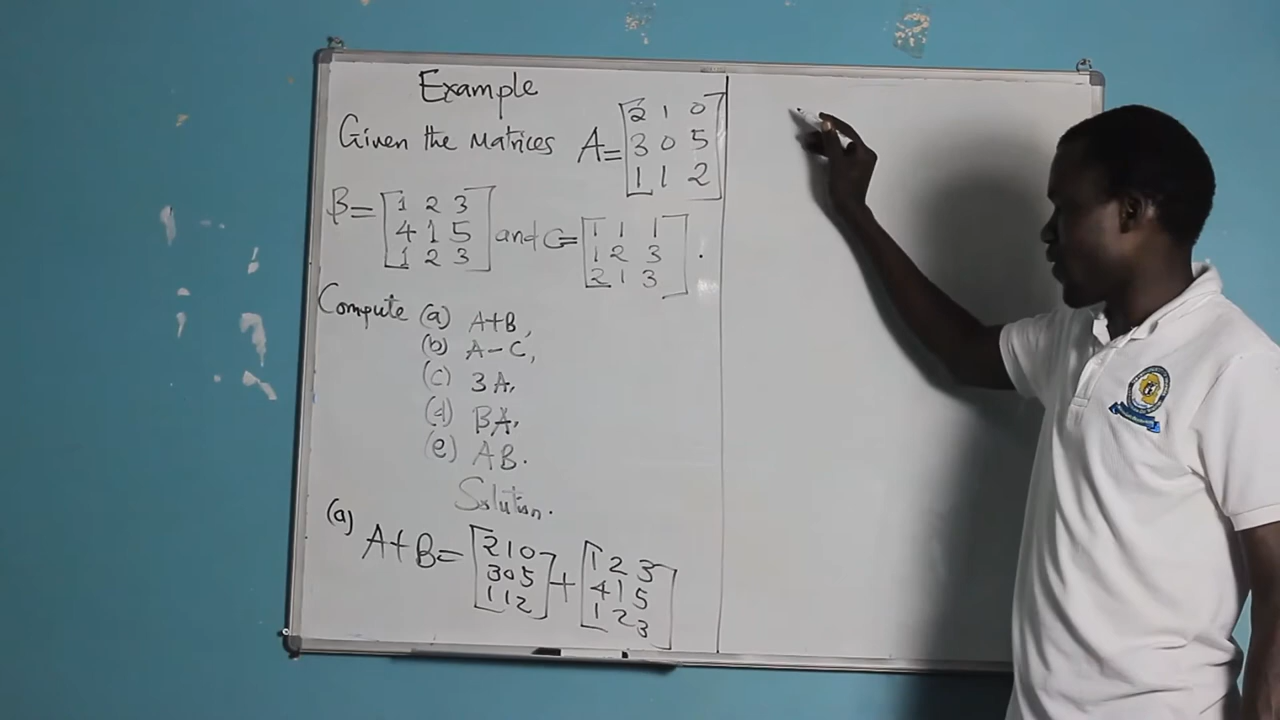 Example
Given the Matrices A= [2 1 0
3 0 5
1 1 2]
B= [1 2 3
4 1 5
1 2 3] and C= [1 1 1
1 2 3
2 1 3].
Compute (a) A+B,
(b) A-C,
(c) 3A,
(d) BA,
(e) AB.
Solution.
(a) A+B= [2 1 0
3 0 5
1 1 2] + [1 2 3
4 1 5
1 2 3]